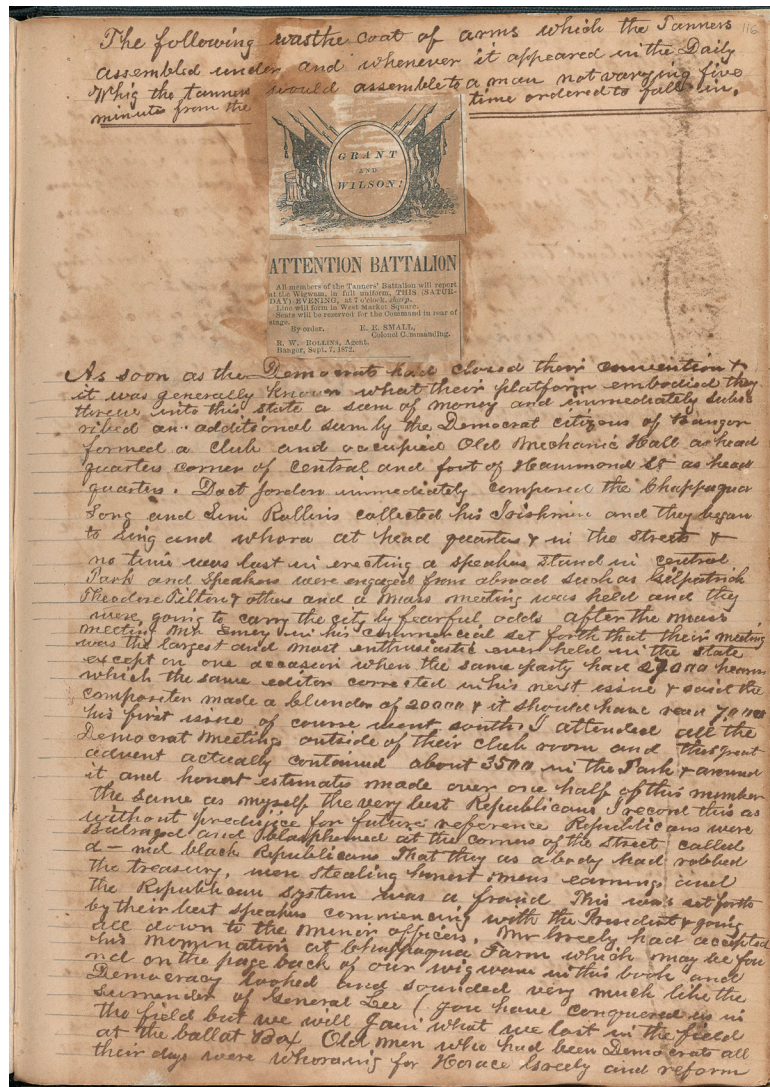 116
The following was the coat of arms which the Tanners
assembled under and whenever it appeared in the Daily
Whig the tanners would assemble to a man not varying five
minutes from the time ordered to fall in.
GRANT
AND
WILSON!
ATTENTION BATTALION
All members of the Tanners' Battalion will report
at the Wigwam, in full uniform, THIS (SATUR-
DAY) EVENING, at 7 o'clock, sharp.
Line will form in West Market Square.
Seats will be reserved for the Command in rear of
stage.
By order. E. E. SMALL,
Colonel Commanding.
R. W. ROLLINS, Agent.
Bangor, Sept. 7, 1872.
As soon as the Democrats had closed their convention &
it was generally known what their platform embodied they
threw into this state a sum of money and immediately subs
ribed an additional sum by the Democrat citizens of Bangor
formed a Club and occupied Old Mechanic Hall as head
quarters corner of Central and foot of Hammond St as head
quarters. Doct Jorden immediately composed the Chappaqua
Song and Rollins collected his Irishmen and they began
to Sing and whora at head quarters & in the streets &
no time was lost in erecting a speakers stand in central
Park and Speakers were engaged from abroad such as Gilpatrick
Theodore Tilton & others and a mass meeting was held and they
were going to carry the city by fearful odds after the mass
meeting Mr Emery in his Commercial set forth that their meeting
was the largest and most enthusiastic ever held in the state
except on one occasion when the same party had 27000 hearers
which the same editor corrected in his next issue & said the
compositer made a blunder of 20000 & it should have read 7000
his first issue of course went south. I attended all the
Democrat Meetings outside of their club room and this great
advent actually contained about 3500 in the Park & around
it and honest estimates made over one half of this number
the same as myself the very best Republicans I record this as
without predijice for future reference Republicans were
and Blasphemed at the corners of the street called
d—nd black Republicans. That they as a body had robbed
the treasury, were stealing honest mens earnings and
the Republican System was a fraud This was set forth
by their best speakers commencing with the President & going
all down to the minor officers. Mr Greely had accepted
his Nomination at Chappaqua Farm which may be fou
nd on the page back of our wigwam in this book and
Democracy looked and sounded very much like the
surrender of General Lee (you have conquered us in
the field but we will gain what we lost in the field
at the ballot Box. Old men who had been Democrats all
their days were whoraing for Horace Greely and reform